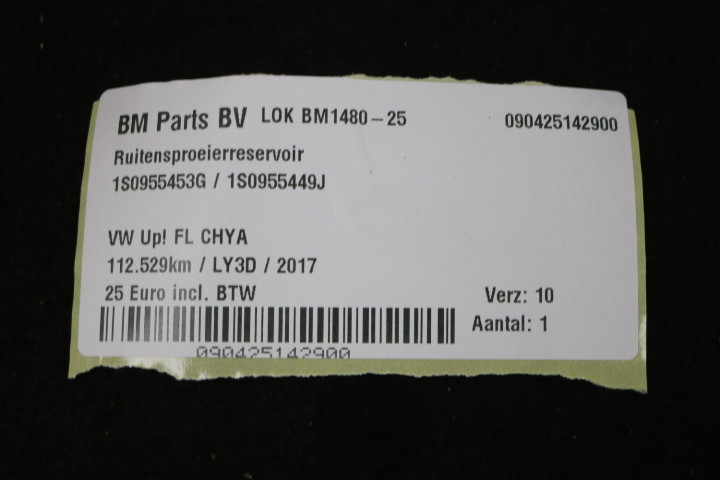 BM Parts BV LOK BM1480-25 090425142900
Ruitensproeierreservoir
1S0955453G / 1S0955449J
VW Up! FL CHYA
112.529km / LY3D / 2017
25 Euro incl. BTW Verz: 10
Aantal: 1
090425142900